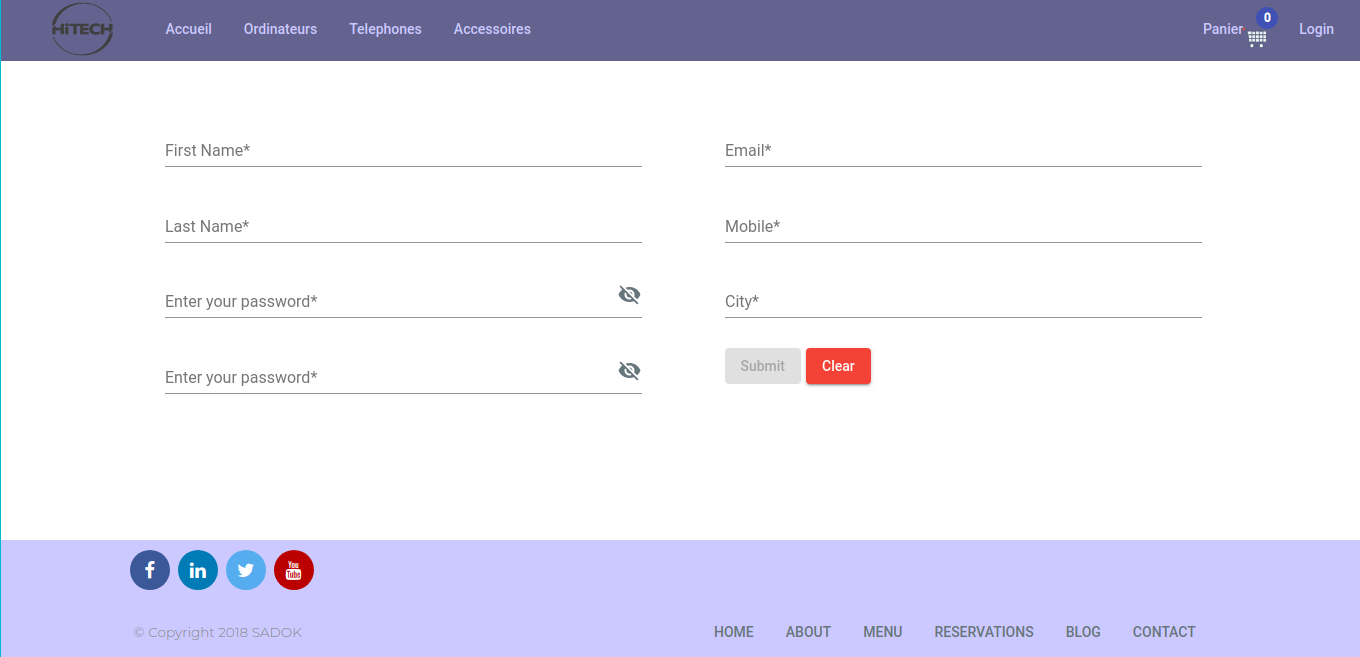 HiTECH Accueil Ordinateurs Telephones Accessoires Panier 0 Login
First Name* Email*
Last Name* Mobile*
Enter your password* City*
Submit Clear
Enter your password*
f in You Tube
© Copyright 2018 SADOK HOME ABOUT MENU RESERVATIONS BLOG CONTACT